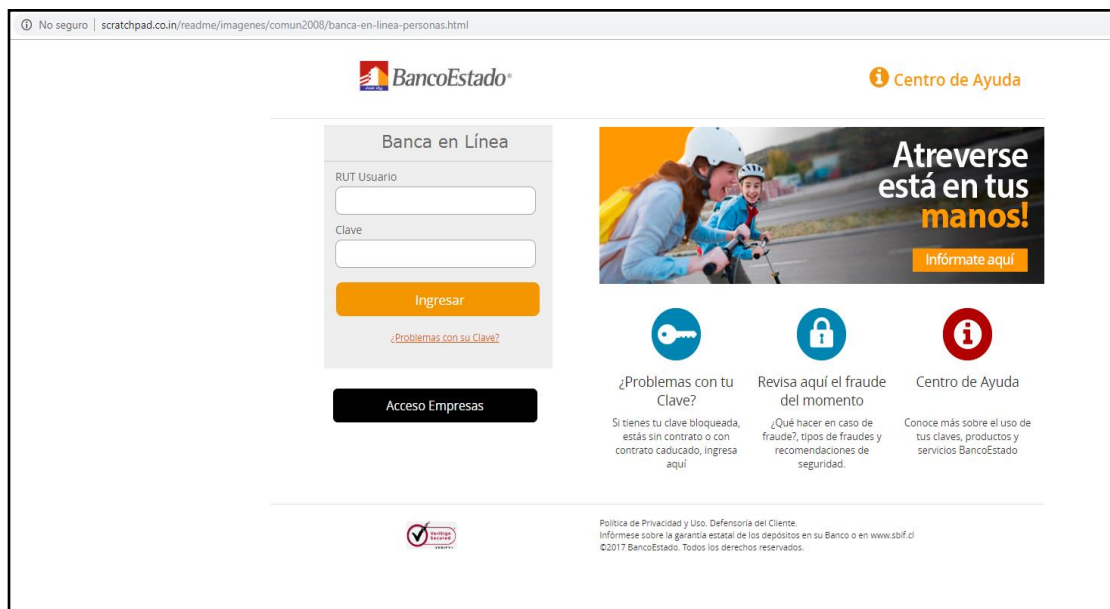 No seguro | scratchpad.co.in/readme/imagenes/comun2008/banca-en-linea-personas.html
BancoEstado®
Centro de Ayuda
Banca en Línea
RUT Usuario
Clave
Ingresar
¿Problemas con su Clave?
Acceso Empresas
Atreverse
está en tus
manos!
Infórmate aquí
¿Problemas con tu
Clave?
Si tienes tu clave bloqueada,
estás sin contrato o con
contrato caducado, ingresa
aquí
Revisa aquí el fraude
del momento
¿Qué hacer en caso de
fraude?, tipos de fraudes y
recomendaciones de
seguridad.
Centro de Ayuda
Conoce más sobre el uso de
tus claves, productos y
servicios BancoEstado
VeriSign
Secured
Política de Privacidad y Uso. Defensoría del Cliente.
Infórmese sobre la garantía estatal de los depósitos en su Banco o en www.sbif.cl
©2017 BancoEstado. Todos los derechos reservados.